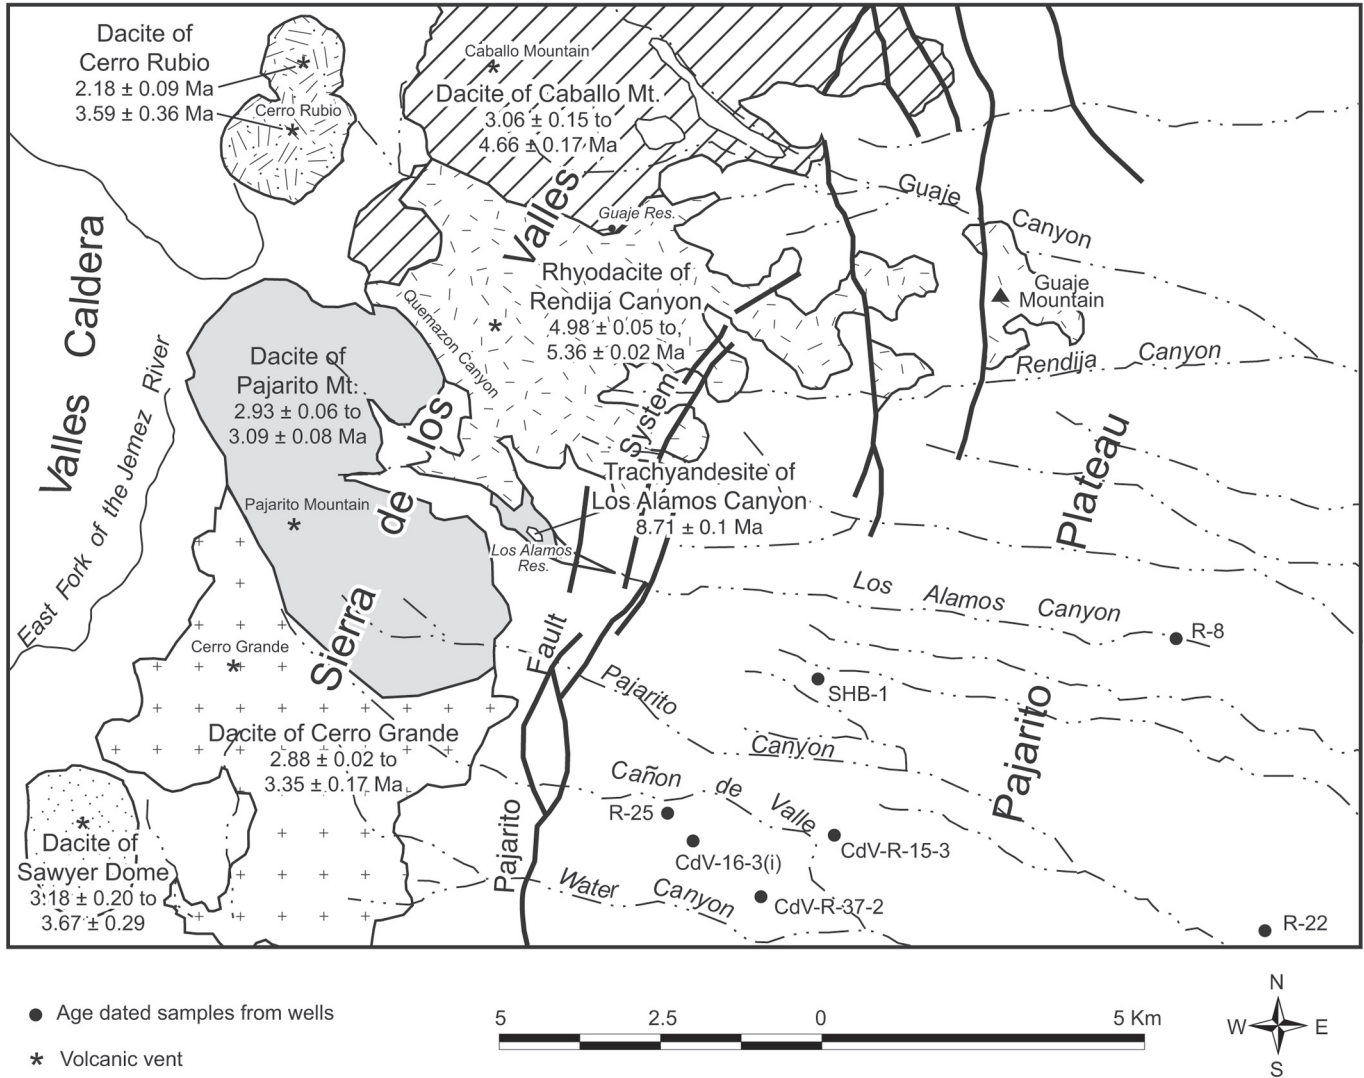 Dacite of
Cerro Rubio
2.18 ± 0.09 Ma
3.59 ± 0.36 Ma
Cerro Rubio
Caballo Mountain
Dacite of Caballo Mt.
3.06 ± 0.15 to
4.66 ± 0.17 Ma
Valles Caldera
Sierra de los Valles
Guaje Res.
Guaje Canyon
Guaje
Mountain
Rhyodacite of
Rendija Canyon
4.98 ± 0.05 to
5.36 ± 0.02 Ma
Quemazon Canyon
Rendija Canyon
East Fork of the Jemez River
Dacite of
Pajarito Mt.
2.93 ± 0.06 to
3.09 ± 0.08 Ma
Pajarito Mountain
Pajarito Fault System
Trachyandesite of
Los Alamos Canyon
8.71 ± 0.1 Ma
Los Alamos
Res.
Pajarito Plateau
Los Alamos Canyon
R-8
Cerro Grande
SHB-1
Pajarito Canyon
Dacite of Cerro Grande
2.88 ± 0.02 to
3.35 ± 0.17 Ma
Cañon de Valle
R-25
CdV-16-3(i)
CdV-R-15-3
Dacite of
Sawyer Dome
3.18 ± 0.20 to
3.67 ± 0.29
Water Canyon
CdV-R-37-2
R-22
Age dated samples from wells
Volcanic vent
5 2.5 0 5 Km
N
W E
S